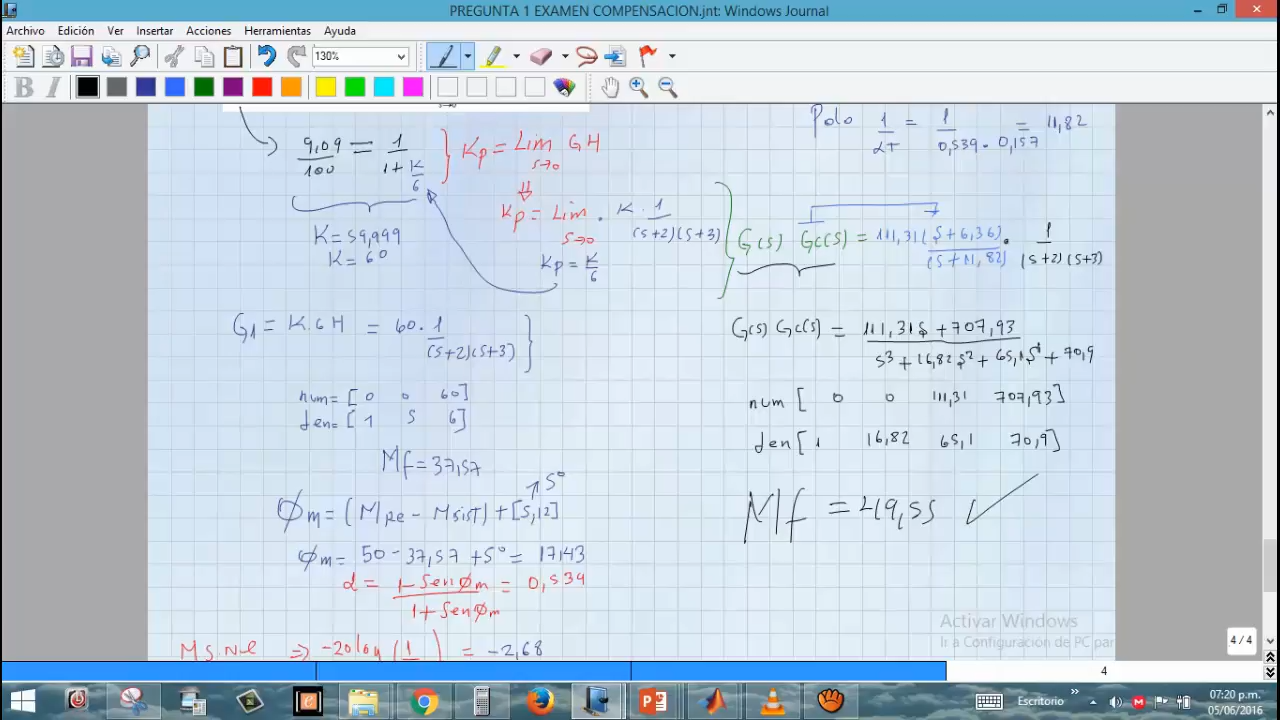 PREGUNTA 1 EXAMEN COMPENSACION.jnt: Windows Journal
Archivo Edición Ver Insertar Acciones Herramientas Ayuda
130%
B I
9,09/100 = 1/(1+K/6)
Kp = Lim GH
s→0
Kp = Lim . K . 1/((s+2)(s+3))
s→0
Kp = K/6
K = 59,999
K = 60
G1 = K.GH = 60 . 1/((s+2)(s+3))
num = [0 0 60]
den = [1 5 6]
Mf = 37,57
→ 5°
Øm = (MRe - Msist) + [5,12]
Øm = 50 - 37,57 + 5° = 17,43
α = (1 - sen Øm)/(1 + sen Øm) = 0,539
⇒ -20log (1 ) = -2,68
Polo 1/αT = 1/(0,539 . 0,157) = 11,82
G(s) Gc(s) = 111,31(s+6,36)/(s+11,82) . 1/((s+2)(s+3))
G(s) Gc(s) = (111,31s + 707,93)/(s³ + 16,82s² + 65,1s¹ + 70,9
num [ 0 0 111,31 707,93]
den [1 16,82 65,1 70,9]
Mf = 49,55 ✓
Activar Windows
Ir a Configuración de PC par
4 / 4
4
Escritorio
07:20 p.m.
05/06/2016